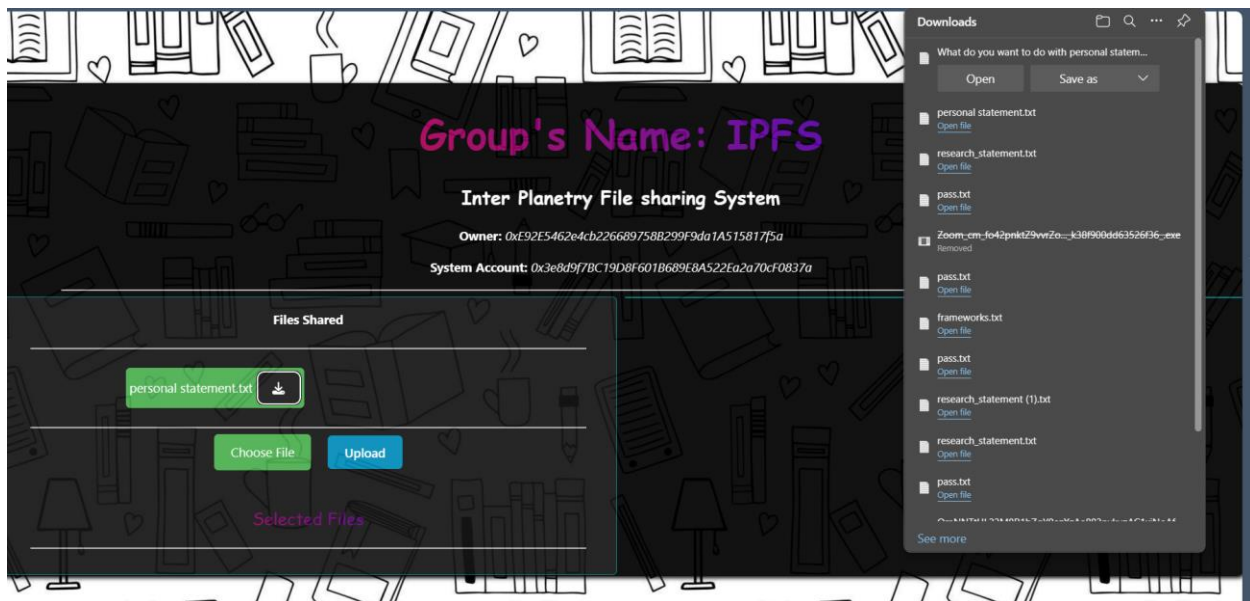 Group's Name: IPFS
Inter Planetry File sharing System
Owner: 0xE92E5462e4cb226689758B299F9da1A515817f5a
System Account: 0x3e8d9f7BC19D8F601B689E8A522Ea2a70cF0837a
Files Shared
personal statement.txt
Choose File
Upload
Selected Files
Downloads
What do you want to do with personal statem...
Open
Save as
personal statement.txt
Open file
research_statement.txt
Open file
pass.txt
Open file
Removed
pass.txt
Open file
frameworks.txt
Open file
pass.txt
Open file
research_statement (1).txt
Open file
research_statement.txt
Open file
pass.txt
Open file
See more